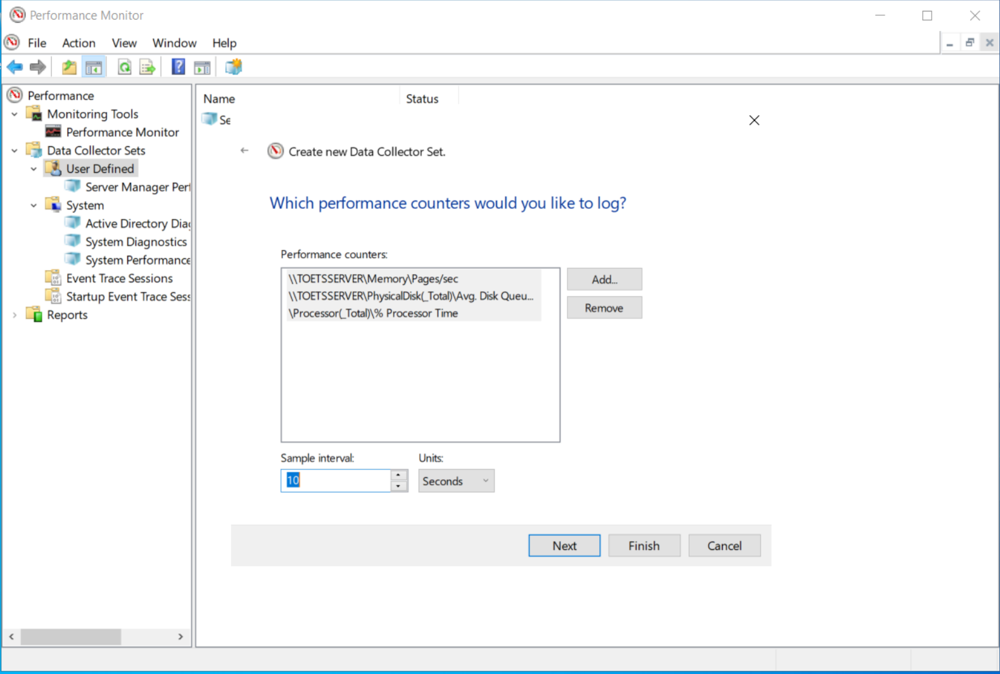 Performance Monitor
File Action View Window Help
Performance
Monitoring Tools
Performance Monitor
Data Collector Sets
User Defined
Server Manager Perf
System
Active Directory Diag
System Diagnostics
System Performance
Event Trace Sessions
Startup Event Trace Sess
Reports
Name Status
Se
Create new Data Collector Set.
Which performance counters would you like to log?
Performance counters:
\\TOETSSERVER\Memory\Pages/sec
\\TOETSSERVER\PhysicalDisk(_Total)\Avg. Disk Queu...
\Processor(_Total)\% Processor Time
Add...
Remove
Sample interval: Units:
10 Seconds
Next Finish Cancel